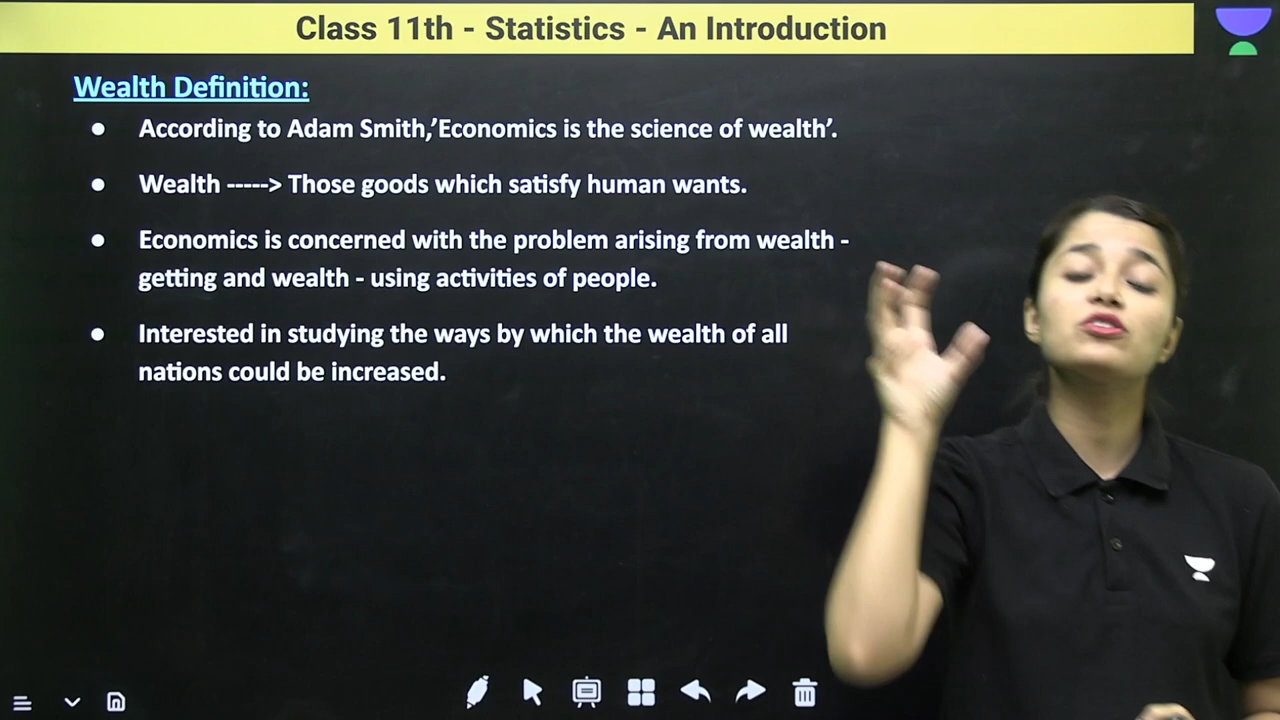 Class 11th - Statistics - An Introduction
Wealth Definition:
● According to Adam Smith,’Economics is the science of wealth’.
● Wealth -----> Those goods which satisfy human wants.
● Economics is concerned with the problem arising from wealth -
getting and wealth - using activities of people.
● Interested in studying the ways by which the wealth of all
nations could be increased.